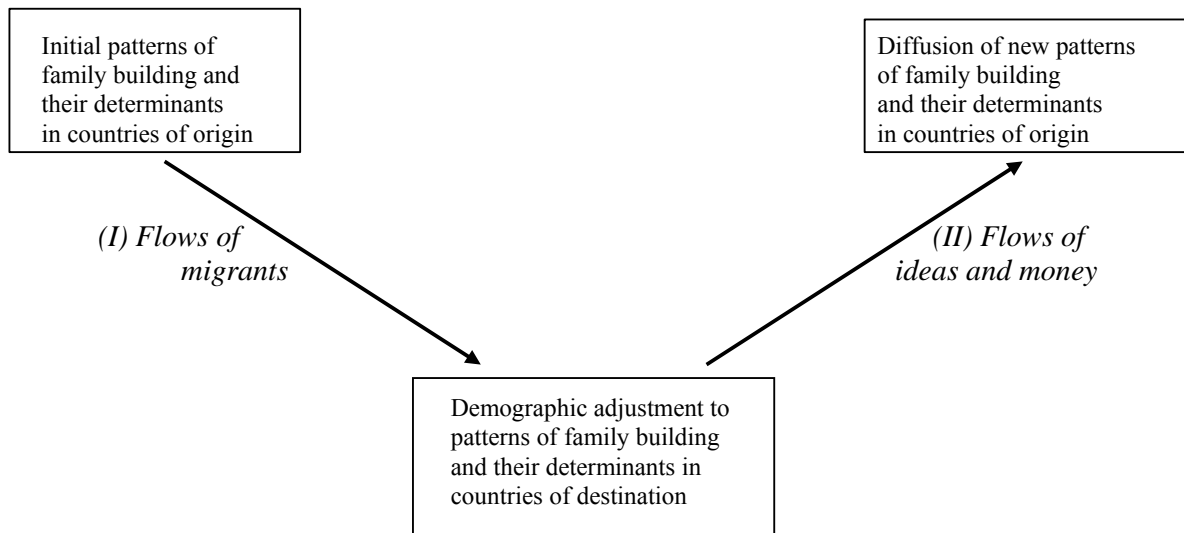 Initial patterns of
family building and
their determinants
in countries of origin
Diffusion of new patterns
of family building
and their determinants
in countries of origin
(I) Flows of
migrants
(II) Flows of
ideas and money
Demographic adjustment to
patterns of family building
and their determinants in
countries of destination